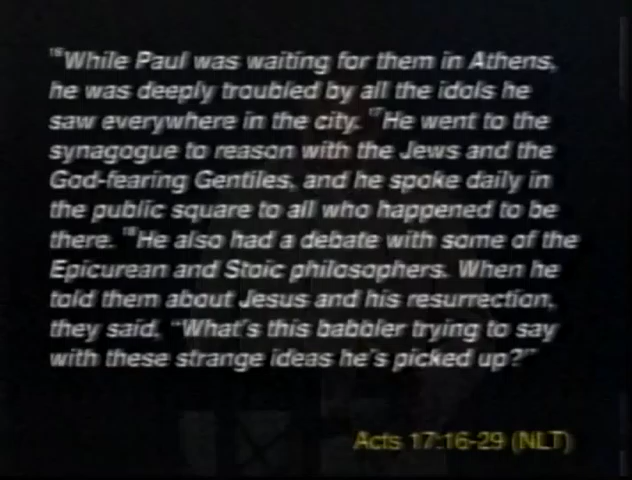 ¹⁶While Paul was waiting for them in Athens,
he was deeply troubled by all the idols he
saw everywhere in the city. ¹⁷He went to the
synagogue to reason with the Jews and the
God-fearing Gentiles, and he spoke daily in
the public square to all who happened to be
there. ¹⁸He also had a debate with some of the
Epicurean and Stoic philosophers. When he
told them about Jesus and his resurrection,
they said, "What's this babbler trying to say
with these strange ideas he's picked up?"
Acts 17:16-29 (NLT)